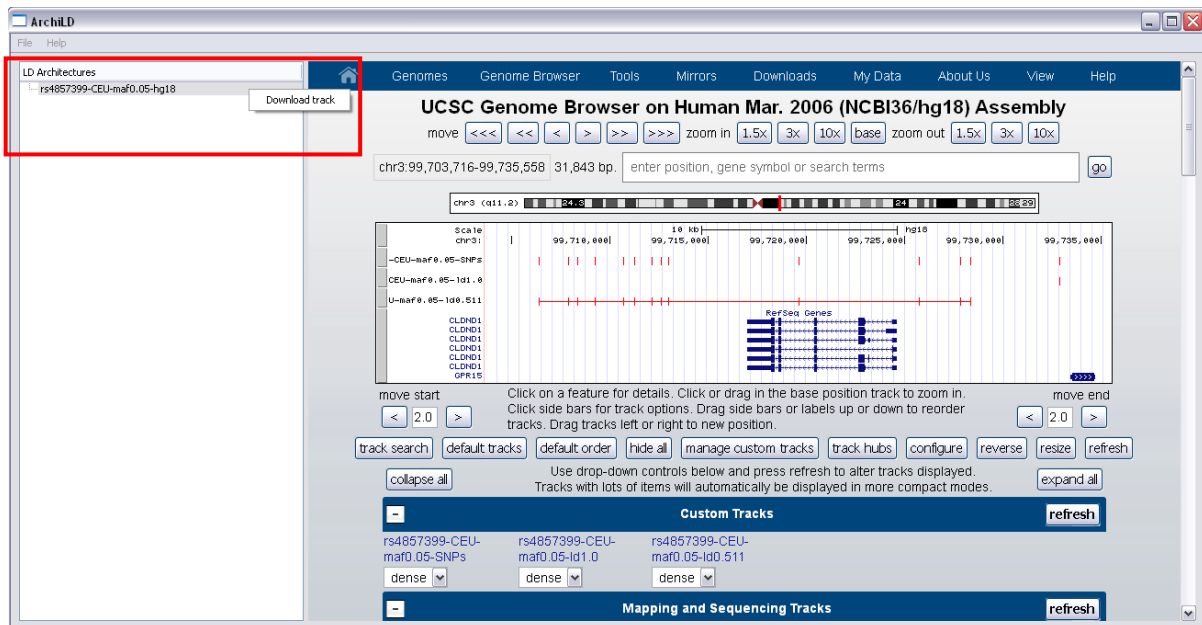 ArchiLD
File Help
LD Architectures
rs4857399-CEU-maf0.05-hg18
Download track
Genomes Genome Browser Tools Mirrors Downloads My Data About Us View Help
UCSC Genome Browser on Human Mar. 2006 (NCBI36/hg18) Assembly
move <<< << < > >> >>> zoom in 1.5x 3x 10x base zoom out 1.5x 3x 10x
chr3:99,703,716-99,735,558 31,843 bp. enter position, gene symbol or search terms go
chr3 (q11.2) 24.3 24 28 29
Scale 10 kb hg18
chr3: 99,710,000 99,715,000 99,720,000 99,725,000 99,730,000 99,735,000
-CEU-maf0.05-SNPs
CEU-maf0.05-ld1.0
U-maf0.05-ld0.511
RefSeq Genes
CLDND1
CLDND1
CLDND1
CLDND1
CLDND1
CLDND1
GPR15
move start Click on a feature for details. Click or drag in the base position track to zoom in. move end
< 2.0 > Click side bars for track options. Drag side bars or labels up or down to reorder < 2.0 >
tracks. Drag tracks left or right to new position.
track search default tracks default order hide all manage custom tracks track hubs configure reverse resize refresh
collapse all Use drop-down controls below and press refresh to alter tracks displayed. expand all
Tracks with lots of items will automatically be displayed in more compact modes.
- Custom Tracks refresh
rs4857399-CEU- rs4857399-CEU- rs4857399-CEU-
maf0.05-SNPs maf0.05-ld1.0 maf0.05-ld0.511
dense dense dense
- Mapping and Sequencing Tracks refresh